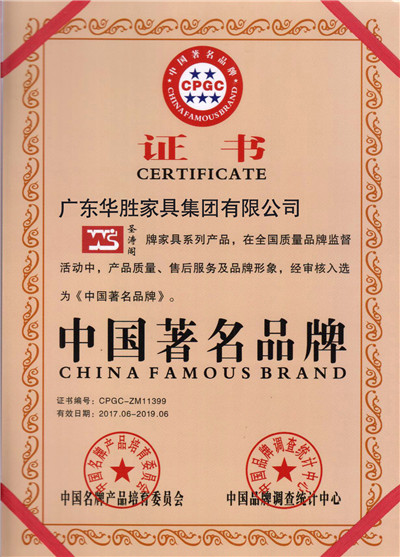 中国著名品牌
CPGC
CHINA FAMOUS BRAND
证书
CERTIFICATE
广东华胜家具集团有限公司
圣涛阁 牌家具系列产品，在全国质量品牌监督
活动中，产品质量、售后服务及品牌形象，经审核入选
为《中国著名品牌》。
中国著名品牌
CHINA FAMOUS BRAND
证书编号：CPGC-ZM11399
有效日期：2017.06-2019.06
中国名牌产品培育委员会
中国品牌调查统计中心
中国名牌产品培育委员会
中国品牌调查统计中心